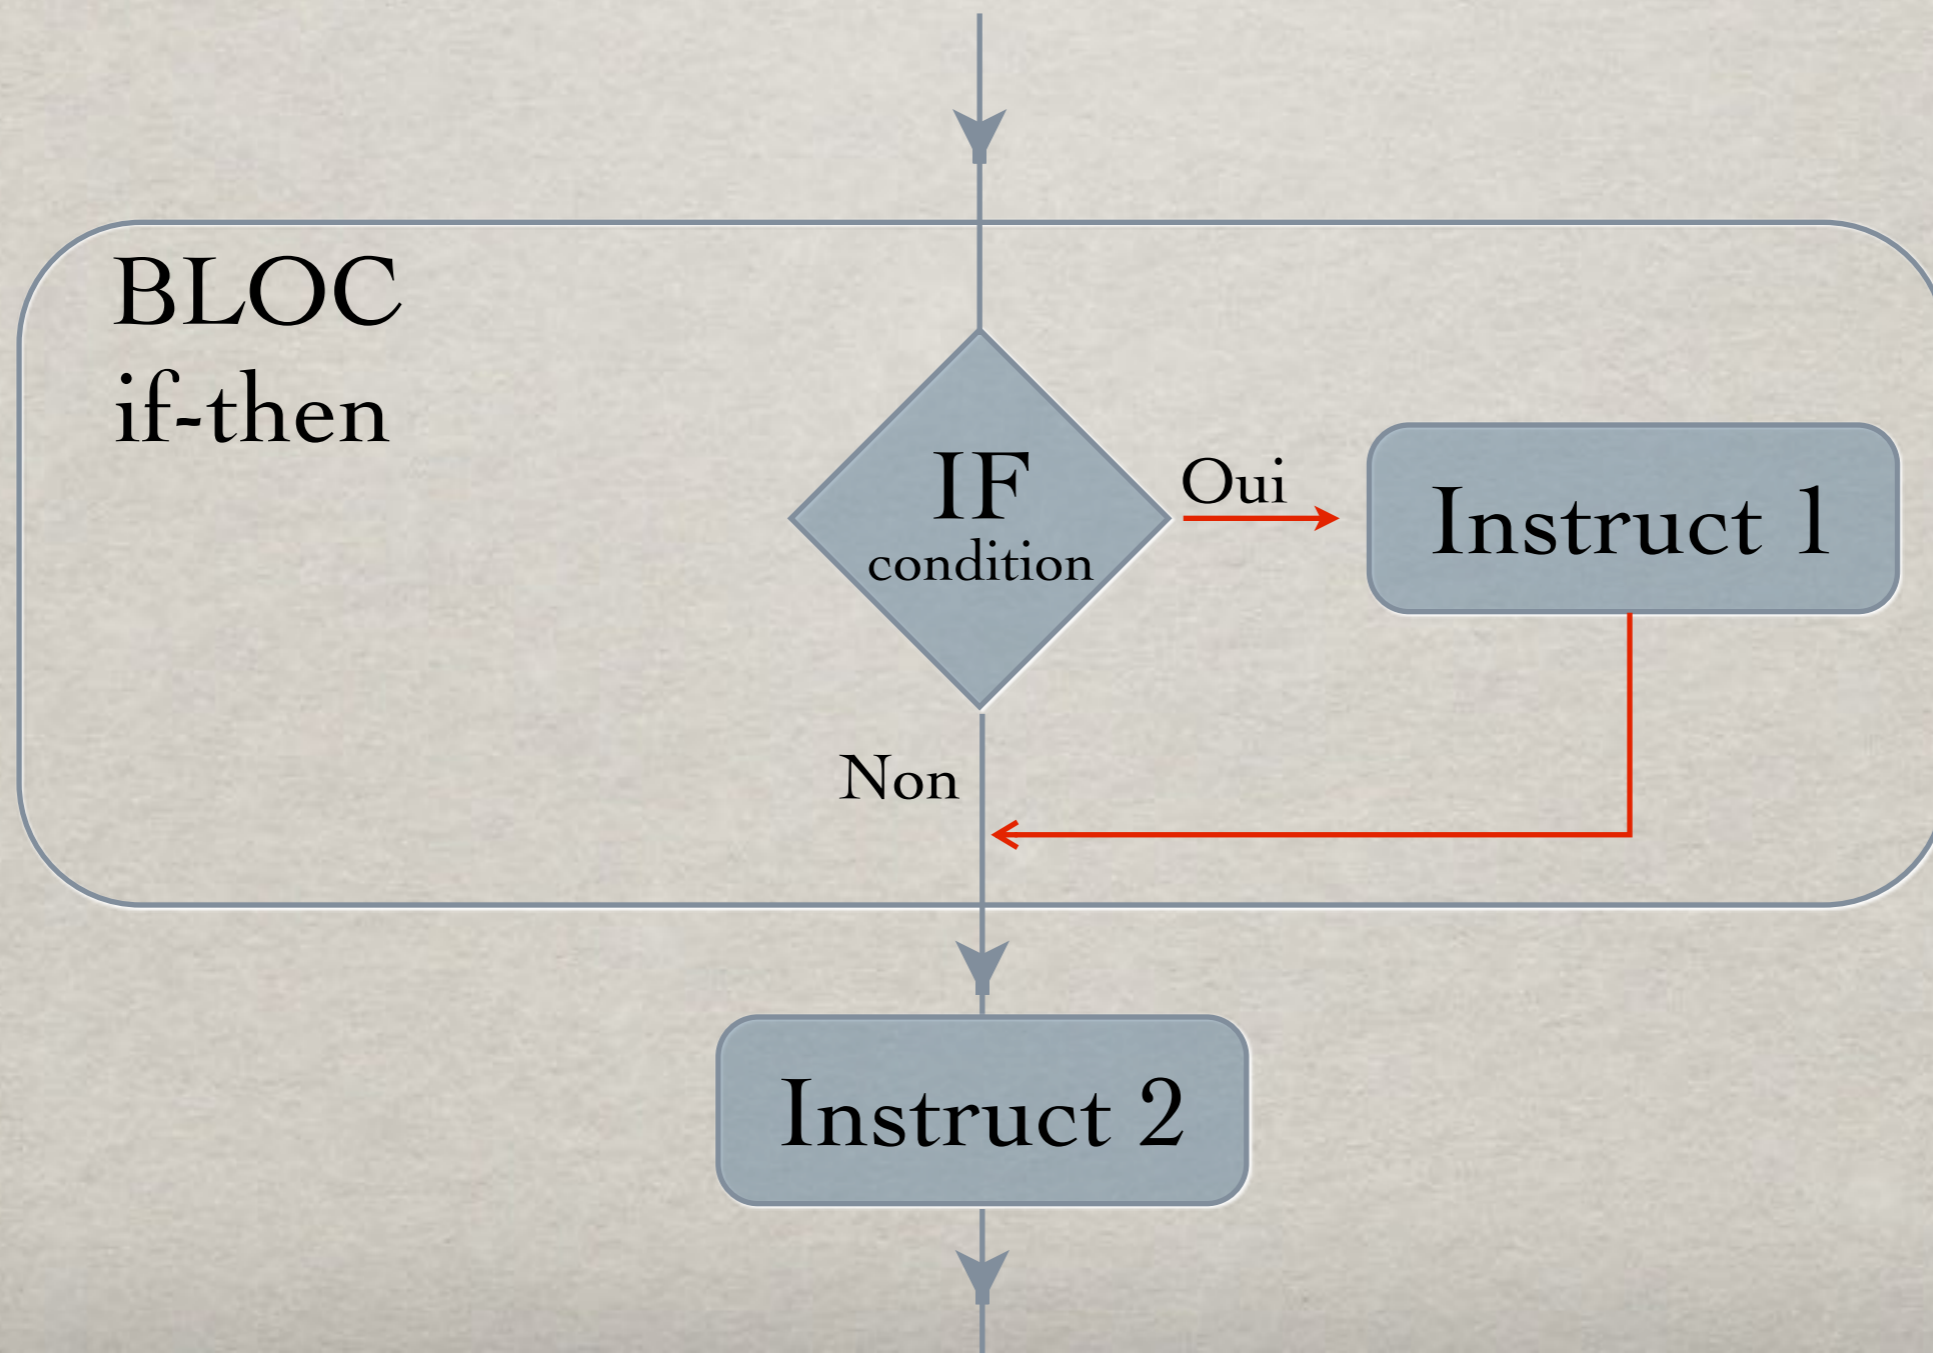 BLOC
if-then
IF
condition
Oui
Instruct 1
Non
Instruct 2